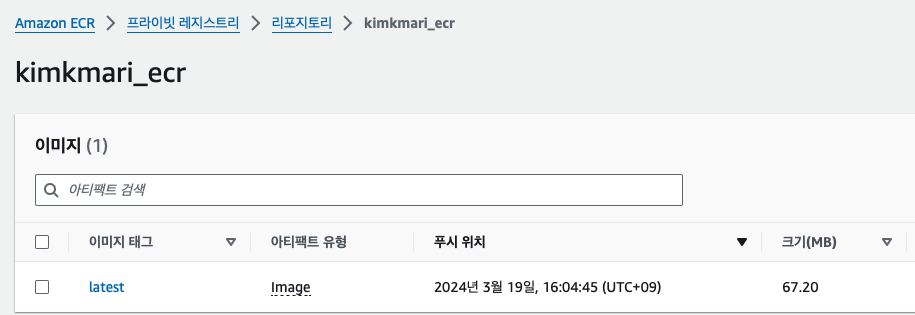 Amazon ECR > 프라이빗 레지스트리 > 리포지토리 > kimkmari_ecr
kimkmari_ecr
이미지 (1)
아티팩트 검색
이미지 태그 아티팩트 유형 푸시 위치 크기(MB)
latest Image 2024년 3월 19일, 16:04:45 (UTC+09) 67.20